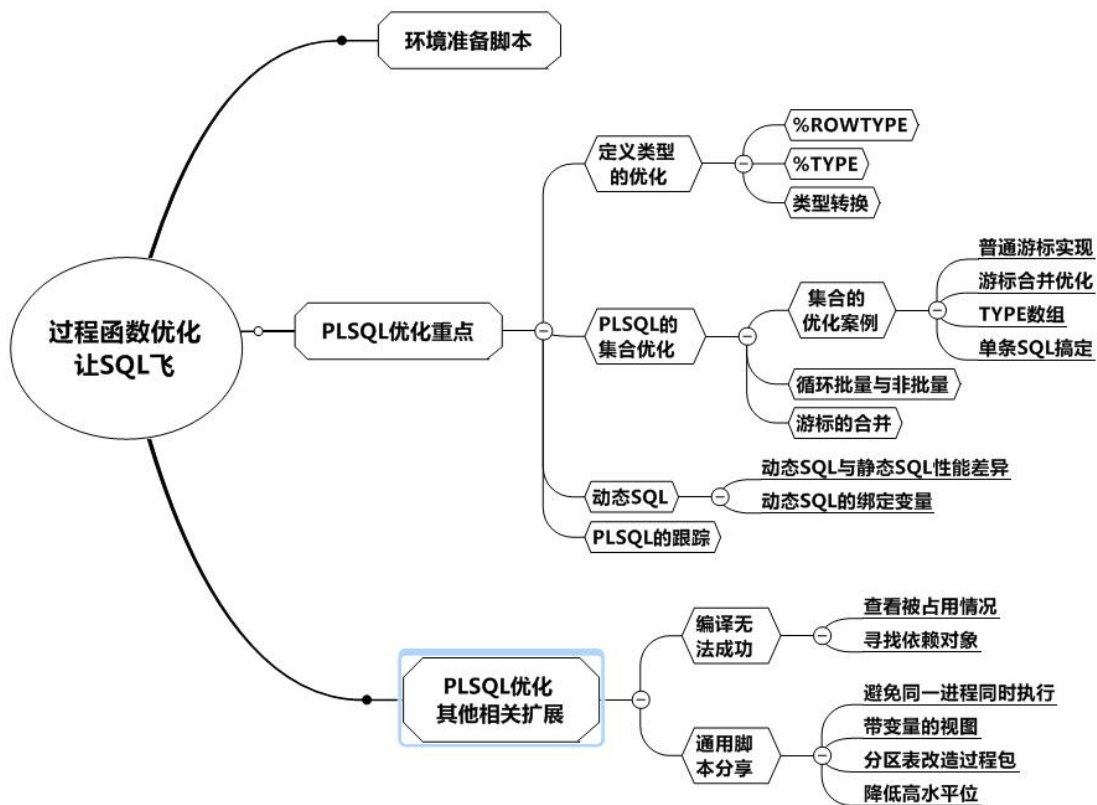 环境准备脚本
过程函数优化
让SQL飞
PLSQL优化重点
定义类型
的优化
%ROWTYPE
%TYPE
类型转换
PLSQL的
集合优化
集合的
优化案例
普通游标实现
游标合并优化
TYPE数组
单条SQL搞定
循环批量与非批量
游标的合并
动态SQL
动态SQL与静态SQL性能差异
动态SQL的绑定变量
PLSQL的跟踪
PLSQL优化
其他相关扩展
编译无
法成功
查看被占用情况
寻找依赖对象
通用脚
本分享
避免同一进程同时执行
带变量的视图
分区表改造过程包
降低高水平位